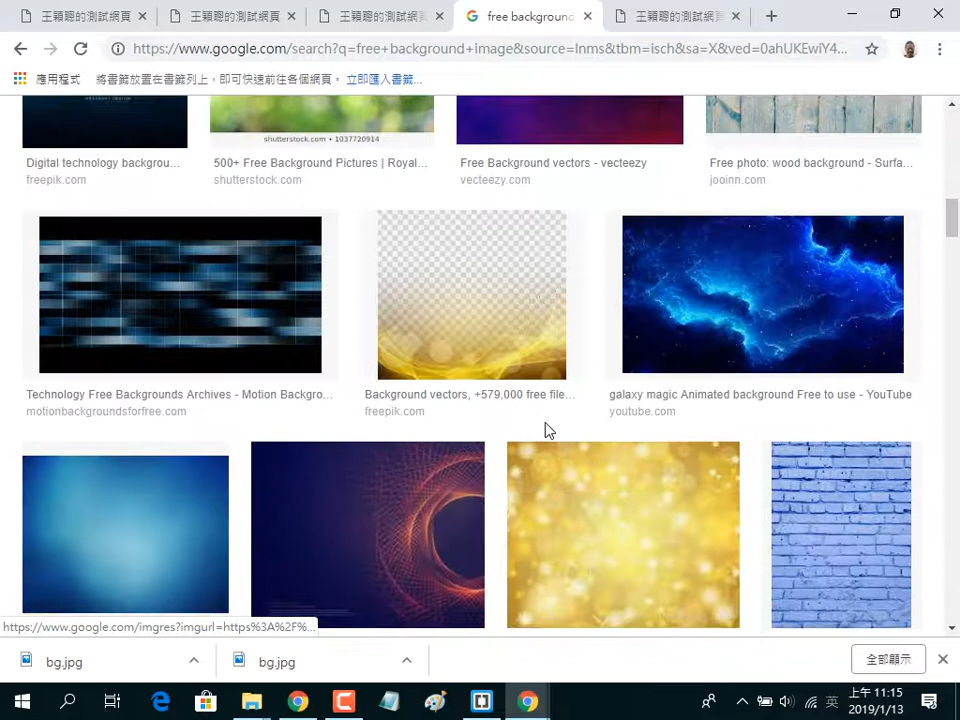 王穎聰的測試網頁
王穎聰的測試網頁
王穎聰的測試網頁
free background
王穎聰的測試網頁
https://www.google.com/search?q=free+background+image&source=lnms&tbm=isch&sa=X&ved=0ahUKEwiY4...
應用程式
將書籤放置在書籤列上，即可快速前往各個網頁。
立即匯入書籤...
shutterstock.com • 1037720914
Digital technology backgrou...
freepik.com
500+ Free Background Pictures | Royal...
shutterstock.com
Free Background vectors - vecteezy
vecteezy.com
Free photo: wood background - Surfa...
jooinn.com
Technology Free Backgrounds Archives - Motion Backgro...
motionbackgroundsforfree.com
Background vectors, +579,000 free file...
freepik.com
galaxy magic Animated background Free to use - YouTube
youtube.com
https://www.google.com/imgres?imgurl=https%3A%2F%...
bg.jpg
bg.jpg
全部顯示
英
上午 11:15
2019/1/13